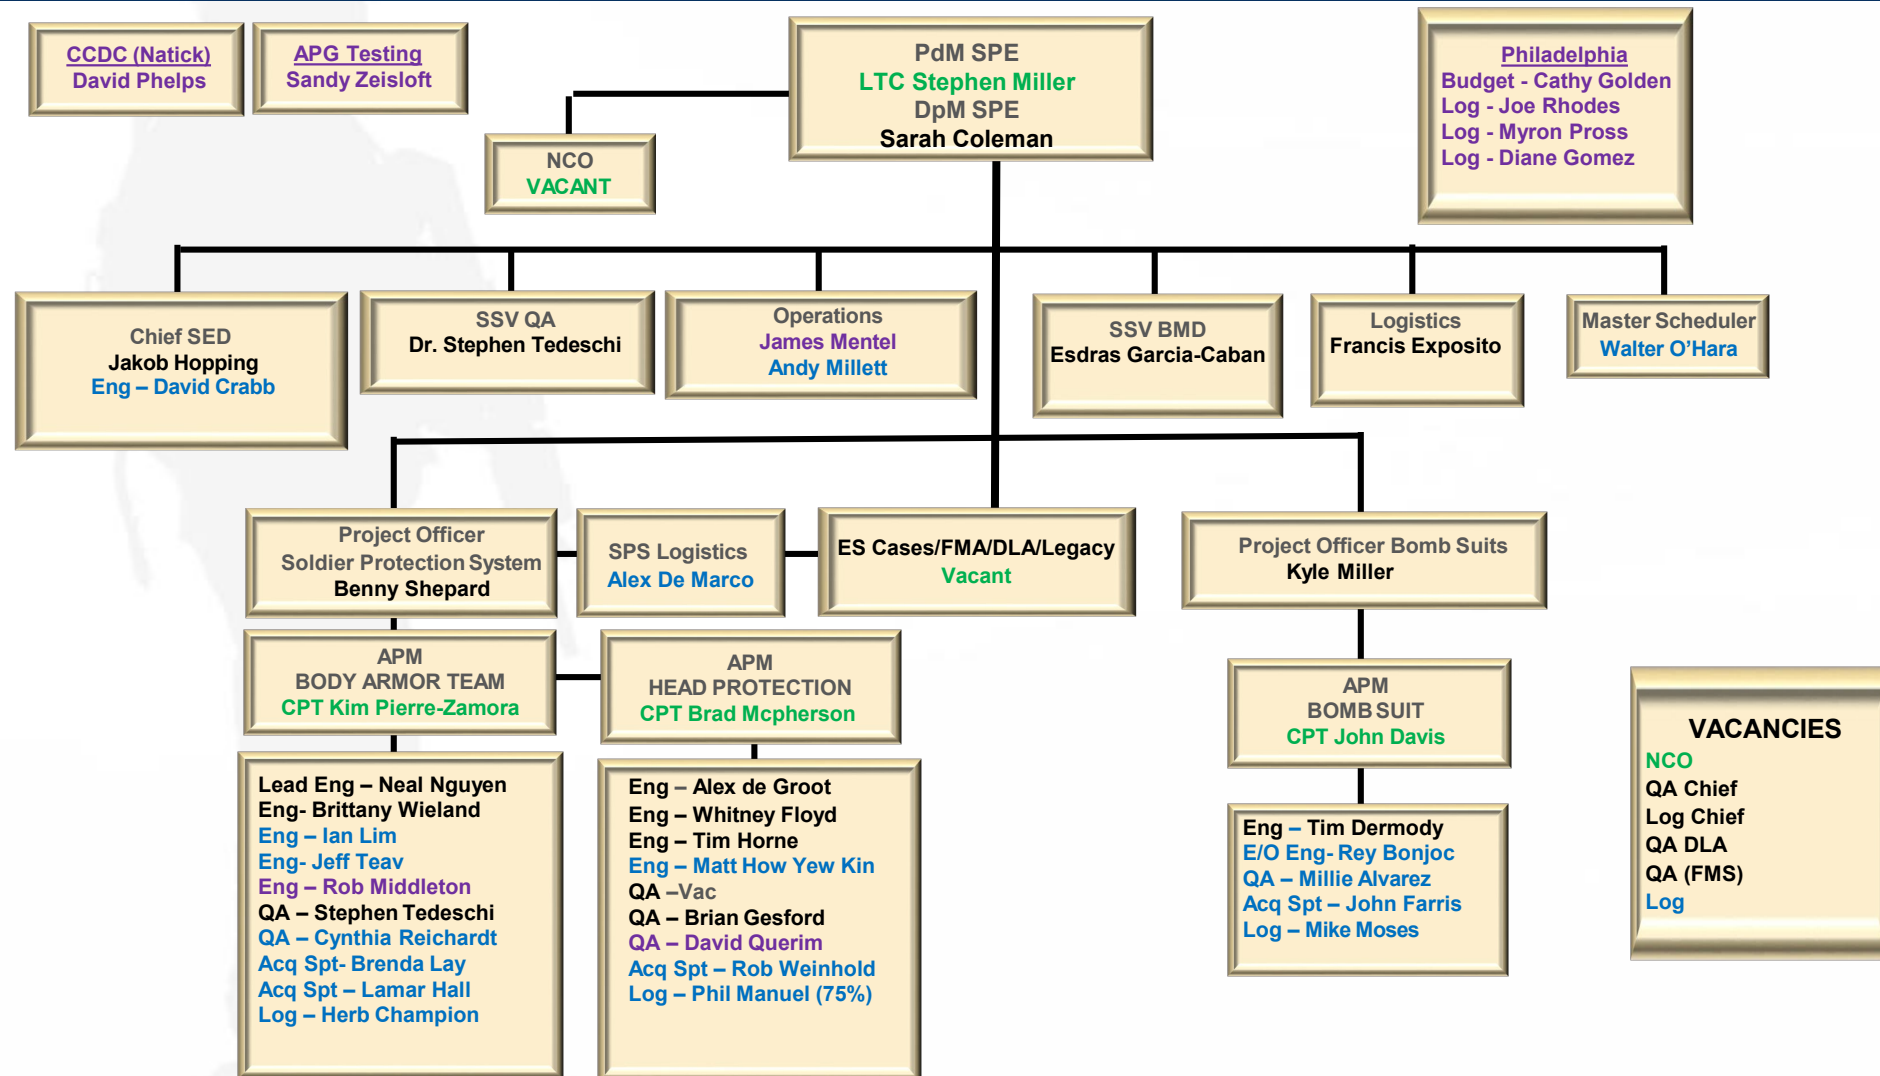 CCDC (Natick)
David Phelps
APG Testing
Sandy Zeisloft
PdM SPE
LTC Stephen Miller
DpM SPE
Sarah Coleman
Philadelphia
Budget - Cathy Golden
Log - Joe Rhodes
Log - Myron Pross
Log - Diane Gomez
NCO
VACANT
Chief SED
Jakob Hopping
Eng – David Crabb
SSV QA
Dr. Stephen Tedeschi
Operations
James Mentel
Andy Millett
SSV BMD
Esdras Garcia-Caban
Logistics
Francis Exposito
Master Scheduler
Walter O’Hara
Project Officer
Soldier Protection System
Benny Shepard
SPS Logistics
Alex De Marco
ES Cases/FMA/DLA/Legacy
Vacant
Project Officer Bomb Suits
Kyle Miller
APM
BODY ARMOR TEAM
CPT Kim Pierre-Zamora
APM
HEAD PROTECTION
CPT Brad Mcpherson
APM
BOMB SUIT
CPT John Davis
Lead Eng – Neal Nguyen
Eng- Brittany Wieland
Eng – Ian Lim
Eng- Jeff Teav
Eng – Rob Middleton
QA – Stephen Tedeschi
QA – Cynthia Reichardt
Acq Spt- Brenda Lay
Acq Spt – Lamar Hall
Log – Herb Champion
Eng – Alex de Groot
Eng – Whitney Floyd
Eng – Tim Horne
Eng – Matt How Yew Kin
QA –Vac
QA – Brian Gesford
QA – David Querim
Acq Spt – Rob Weinhold
Log – Phil Manuel (75%)
Eng – Tim Dermody
E/O Eng- Rey Bonjoc
QA – Millie Alvarez
Acq Spt – John Farris
Log – Mike Moses
VACANCIES
NCO
QA Chief
Log Chief
QA DLA
QA (FMS)
Log